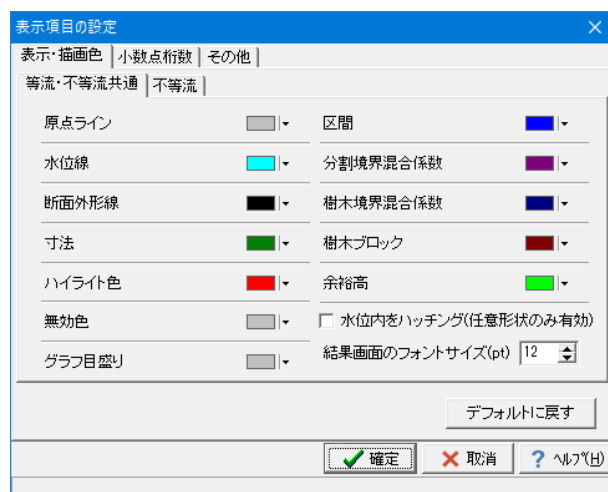 表示項目の設定
表示・描画色 小数点桁数 その他
等流・不等流共通 不等流
原点ライン
水位線
断面外形線
寸法
ハイライト色
無効色
グラフ目盛り
区間
分割境界混合係数
樹木境界混合係数
樹木ブロック
余裕高
水位内をハッチング(任意形状のみ有効)
結果画面のフォントサイズ(pt) 12
デフォルトに戻す
確定 取消 ヘルプ(H)